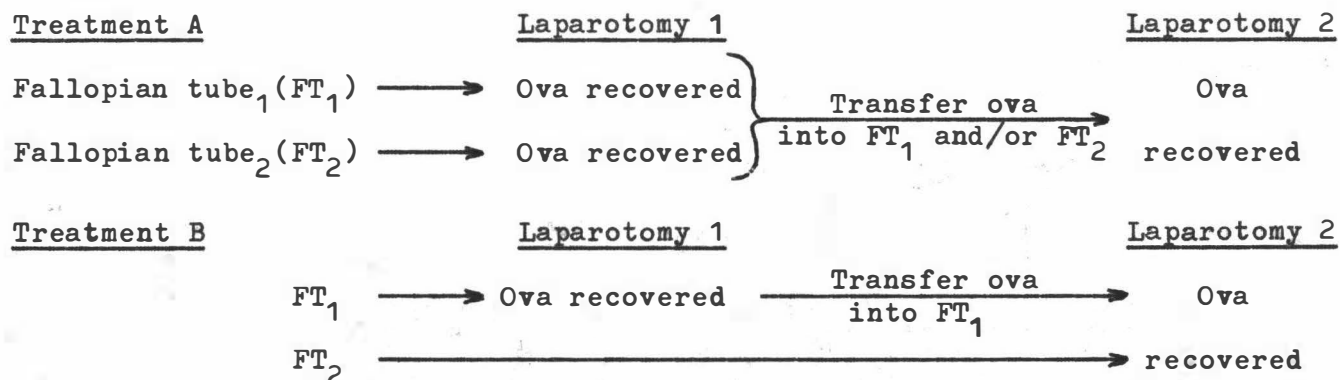 Treatment A Laparotomy 1 Laparotomy 2
Fallopian tube₁(FT₁) Ova recovered Transfer ova Ova
Fallopian tube₂(FT₂) Ova recovered into FT₁ and/or FT₂ recovered
Treatment B Laparotomy 1 Laparotomy 2
FT₁ Ova recovered Transfer ova into FT₁ Ova
FT₂ recovered